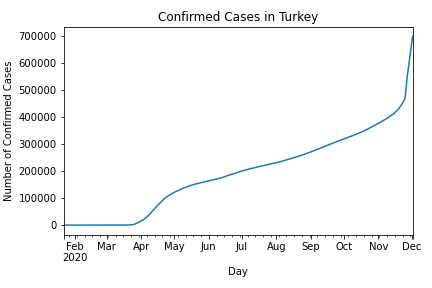 Confirmed Cases in Turkey
700000
600000
500000
400000
300000
200000
100000
0
Number of Confirmed Cases
Feb Mar Apr May Jun Jul Aug Sep Oct Nov Dec
2020
Day